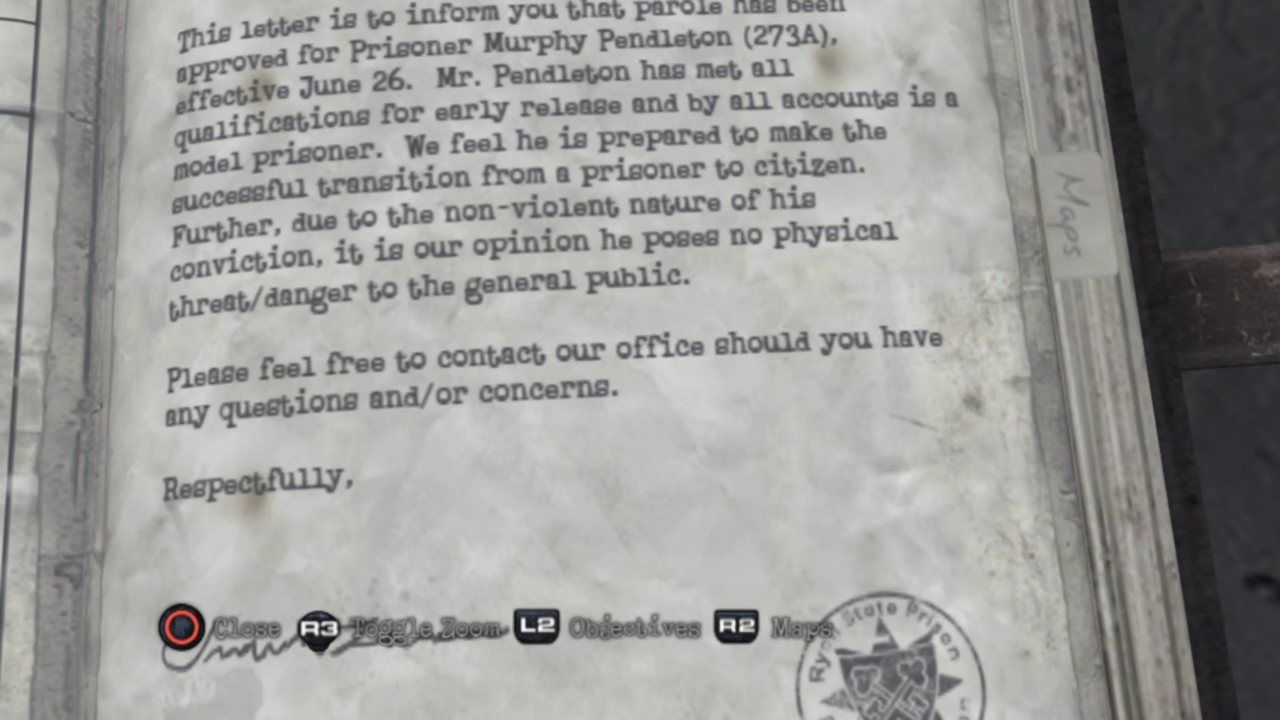 This letter is to inform you that parole has been
approved for Prisoner Murphy Pendleton (273A),
effective June 26. Mr. Pendleton has met all
qualifications for early release and by all accounts is a
model prisoner. We feel he is prepared to make the
successful transition from a prisoner to citizen.
Further, due to the non-violent nature of his
conviction, it is our opinion he poses no physical
threat/danger to the general public.
Please feel free to contact our office should you have
any questions and/or concerns.
Respectfully,
Maps
Close R3 Toggle Zoom L2 Objectives R2 Maps
State Prison